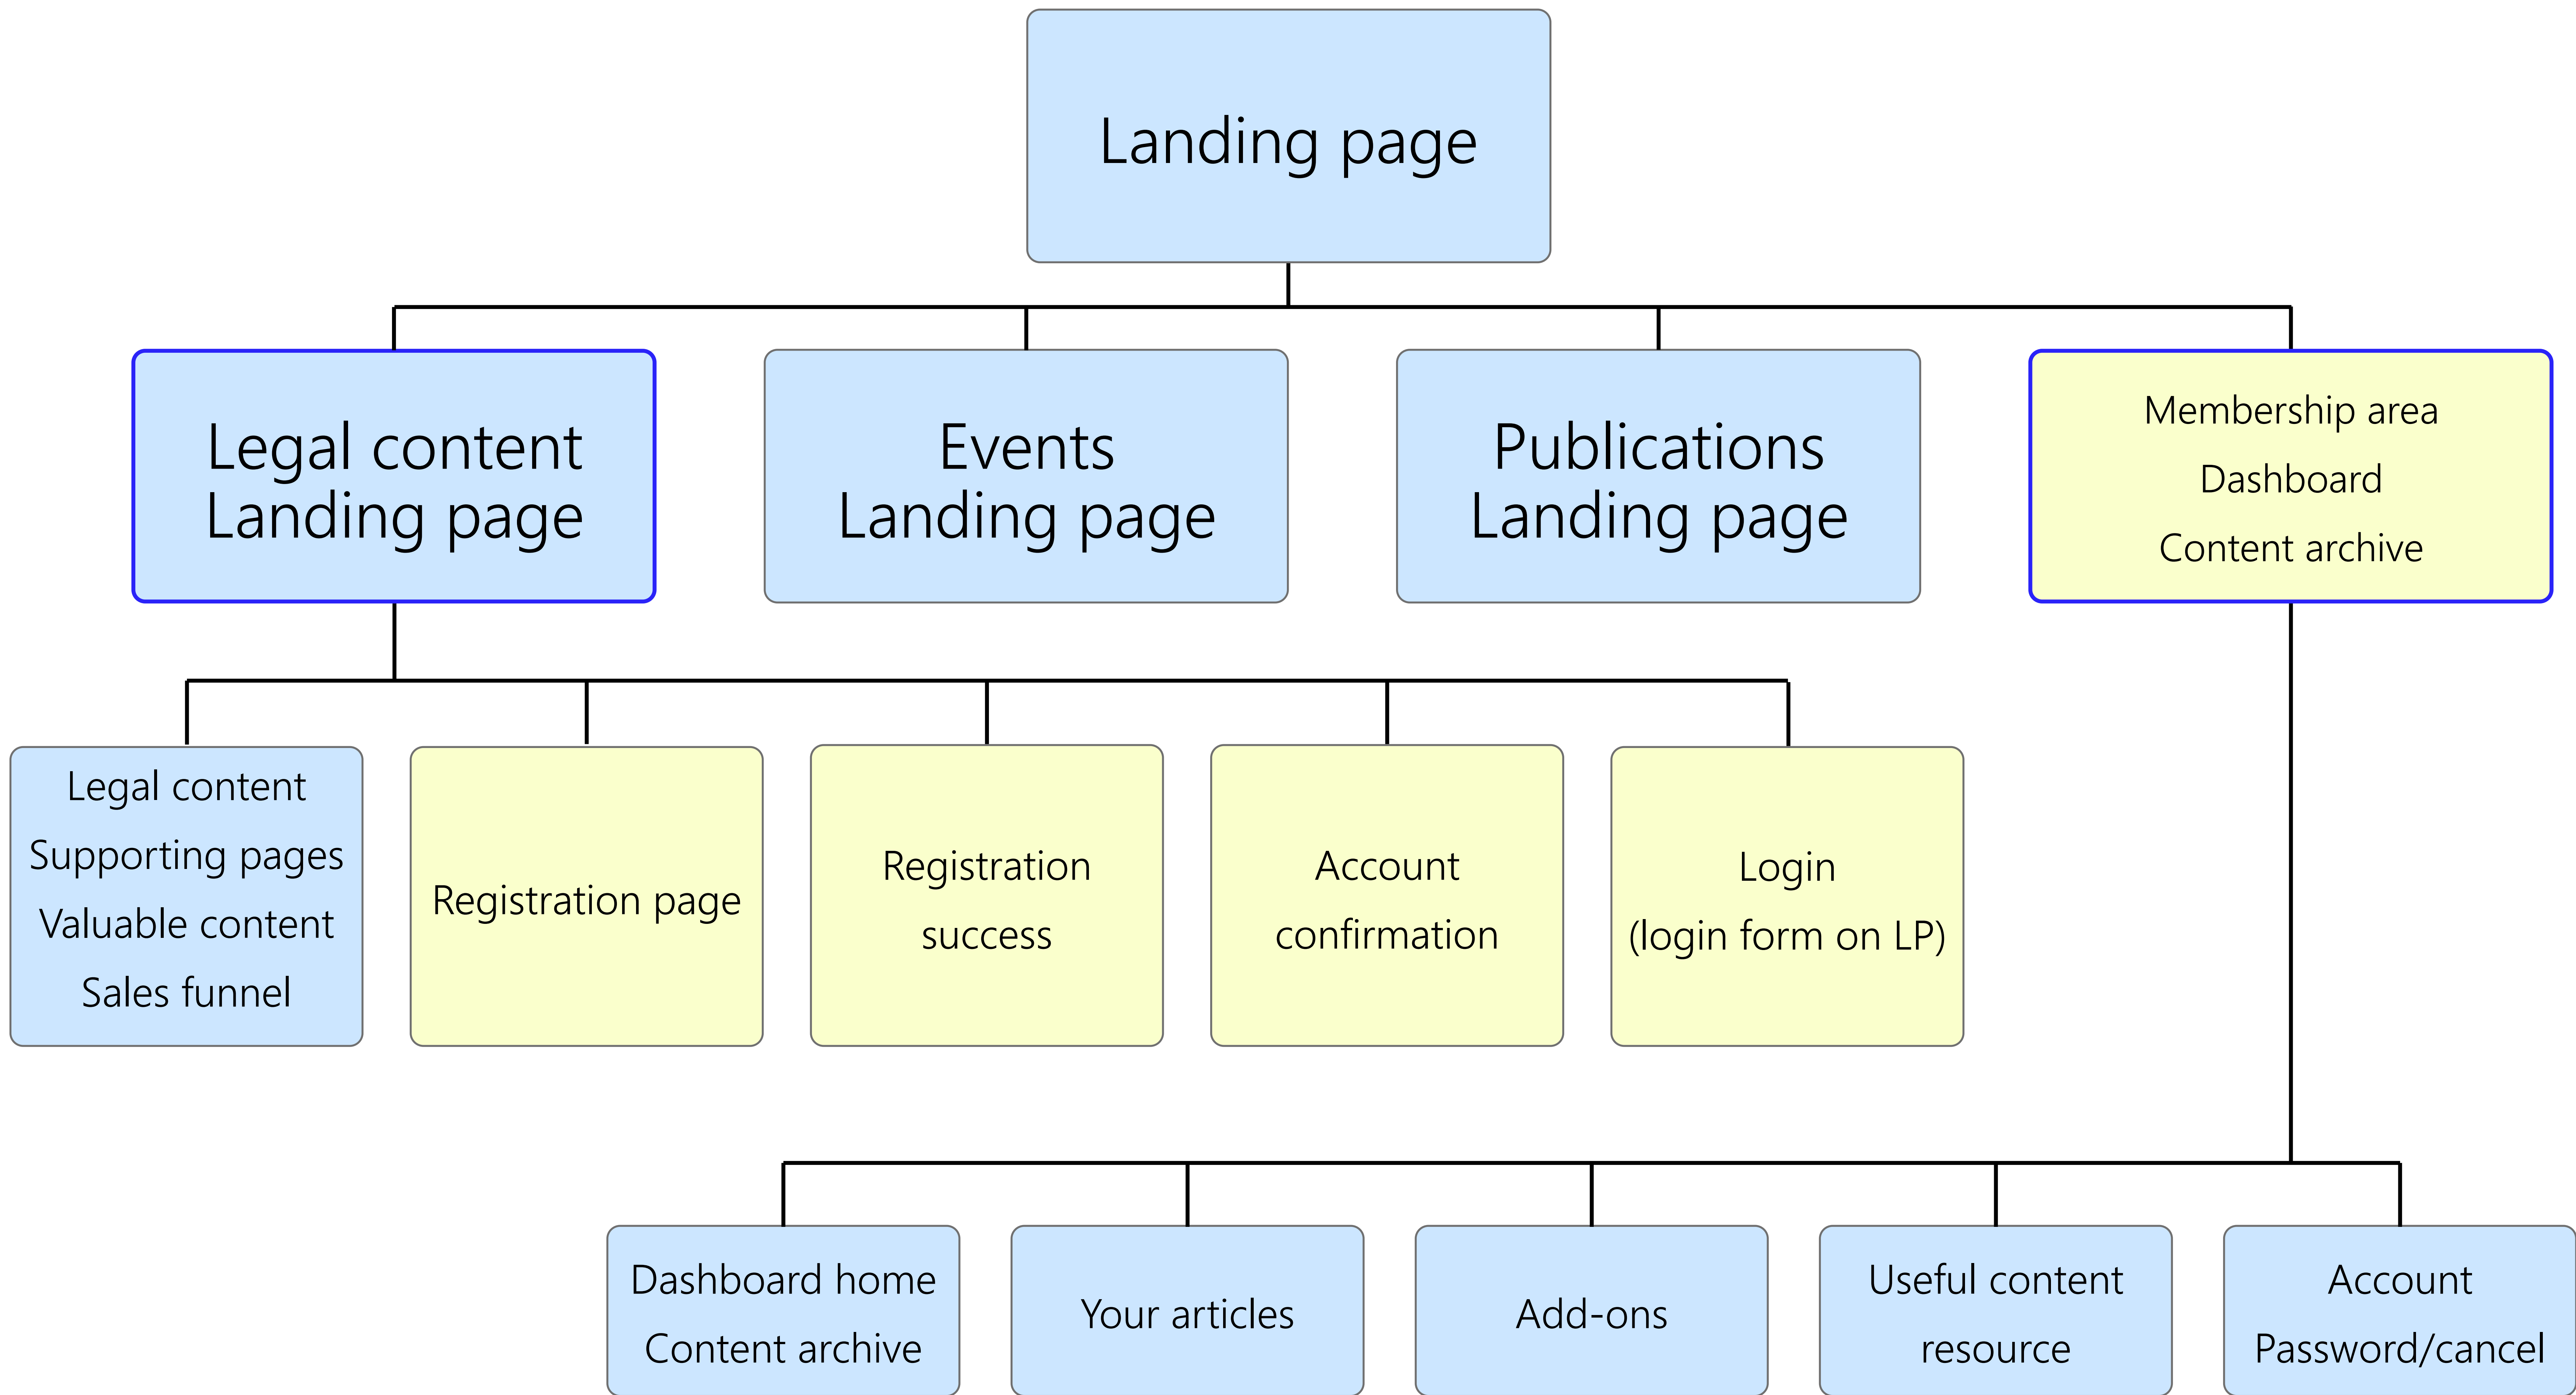 Landing page
Legal content
Landing page
Events
Landing page
Publications
Landing page
Membership area
Dashboard
Content archive
Legal content
Supporting pages
Valuable content
Sales funnel
Registration page
Registration
success
Account
confirmation
Login
(login form on LP)
Dashboard home
Content archive
Your articles
Add-ons
Useful content
resource
Account
Password/cancel